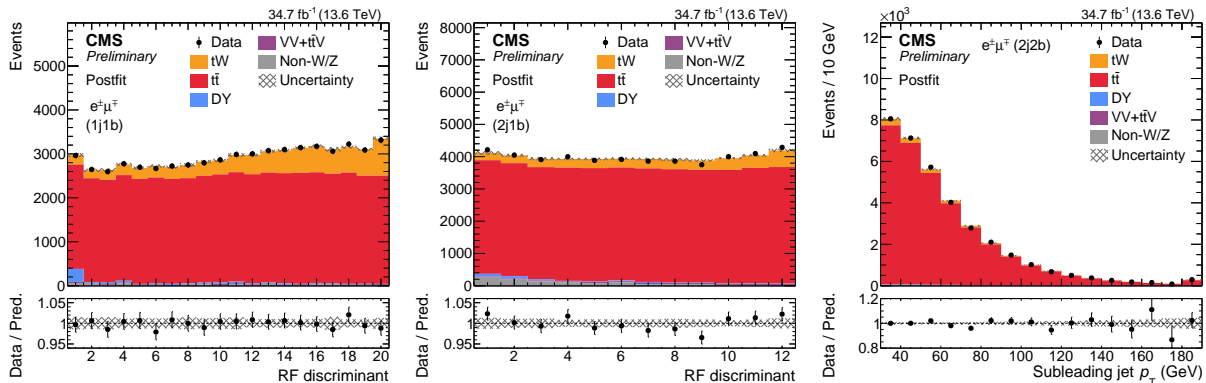 34.7 fb⁻¹ (13.6 TeV)
Events
CMS
Preliminary
Postfit
e±μ∓
(1j1b)
Data
tW
tt̄
DY
VV+tt̄V
Non-W/Z
Uncertainty
6000
5000
4000
3000
2000
1000
0
Data / Pred.
1.05
1
0.95
2 4 6 8 10 12 14 16 18 20
RF discriminant
34.7 fb⁻¹ (13.6 TeV)
Events
CMS
Preliminary
Postfit
e±μ∓
(2j1b)
Data
tW
tt̄
DY
VV+tt̄V
Non-W/Z
Uncertainty
8000
7000
6000
5000
4000
3000
2000
1000
0
Data / Pred.
1.05
1
0.95
2 4 6 8 10 12
RF discriminant
×10³
34.7 fb⁻¹ (13.6 TeV)
Events / 10 GeV
CMS
Preliminary
Postfit
e±μ∓ (2j2b)
Data
tW
tt̄
DY
VV+tt̄V
Non-W/Z
Uncertainty
12
10
8
6
4
2
0
Data / Pred.
1.2
1
0.8
40 60 80 100 120 140 160 180
Subleading jet p_T (GeV)